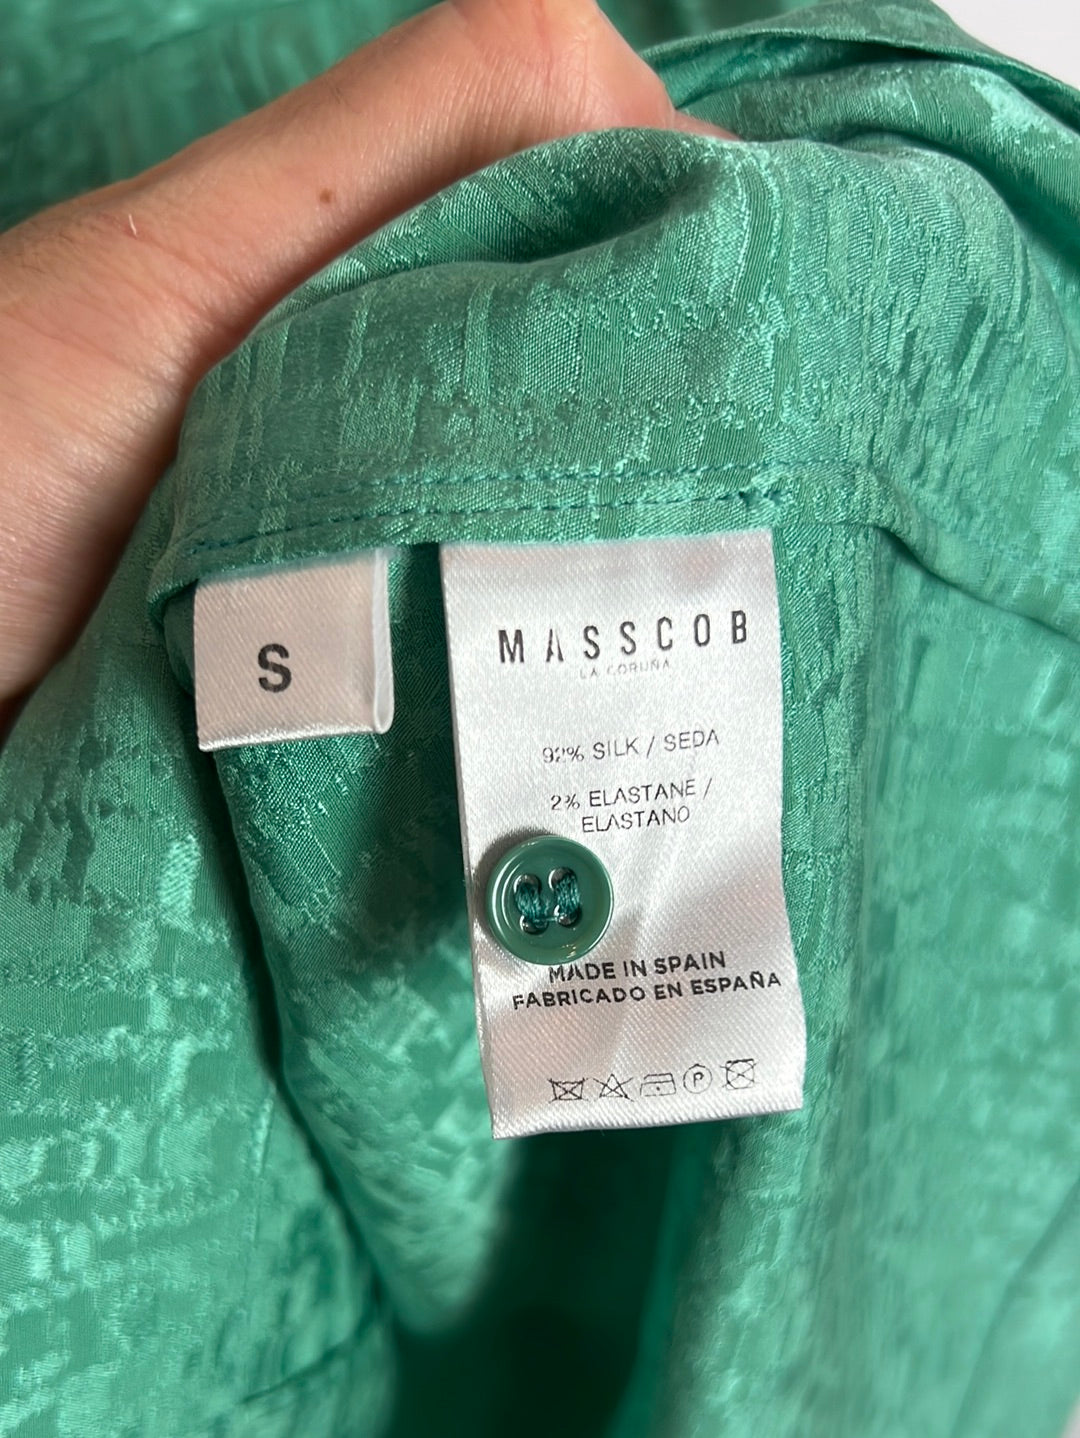 S
MASSCOB
LA CORUÑA
92% SILK / SEDA
2% ELASTANE /
ELASTANO
MADE IN SPAIN
FABRICADO EN ESPAÑA
P